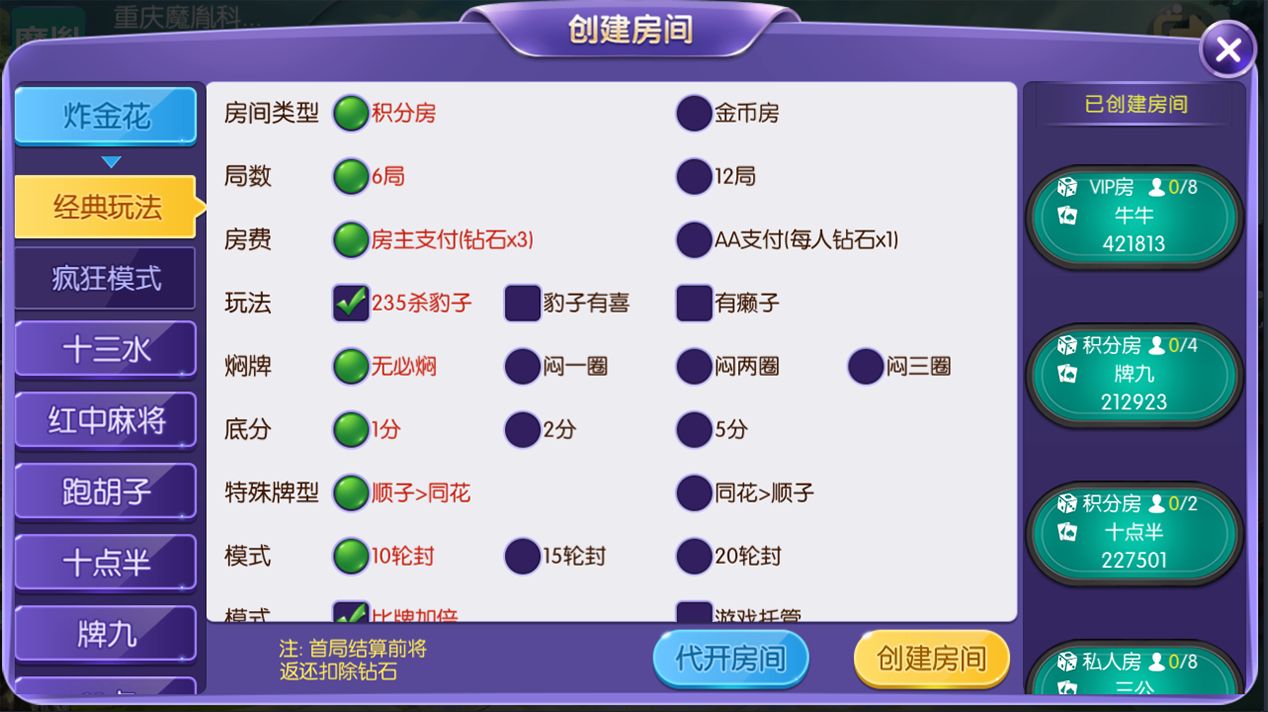 重庆魔胤科...
魔胤
创建房间
炸金花
经典玩法
疯狂模式
十三水
红中麻将
跑胡子
十点半
牌九
房间类型 积分房 金币房
局数 6局 12局
房费 房主支付(钻石x3) AA支付(每人钻石x1)
玩法 235杀豹子 豹子有喜 有癞子
焖牌 无必焖 闷一圈 闷两圈 闷三圈
底分 1分 2分 5分
特殊牌型 顺子>同花 同花>顺子
模式 10轮封 15轮封 20轮封
模式 比牌加倍 游戏托管
注: 首局结算前将
返还扣除钻石
代开房间
创建房间
已创建房间
VIP房 0/8
牛牛
421813
积分房 0/4
牌九
212923
积分房 0/2
十点半
227501
私人房 0/8
三公